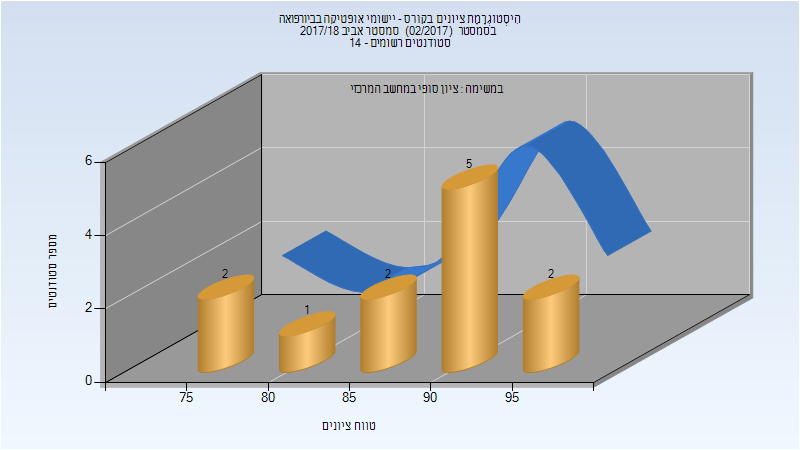 היסטוגרמת ציונים בקורס - יישומי אופטיקה בביורפואה
בסמסטר (02/2017) סמסטר אביב 2017/18
סטודנטים רשומים - 14
במשימה : ציון סופי במחשב המרכזי
6
4
2
0
מספר סטודנטים
2
1
2
5
2
75
80
85
90
95
טווח ציונים